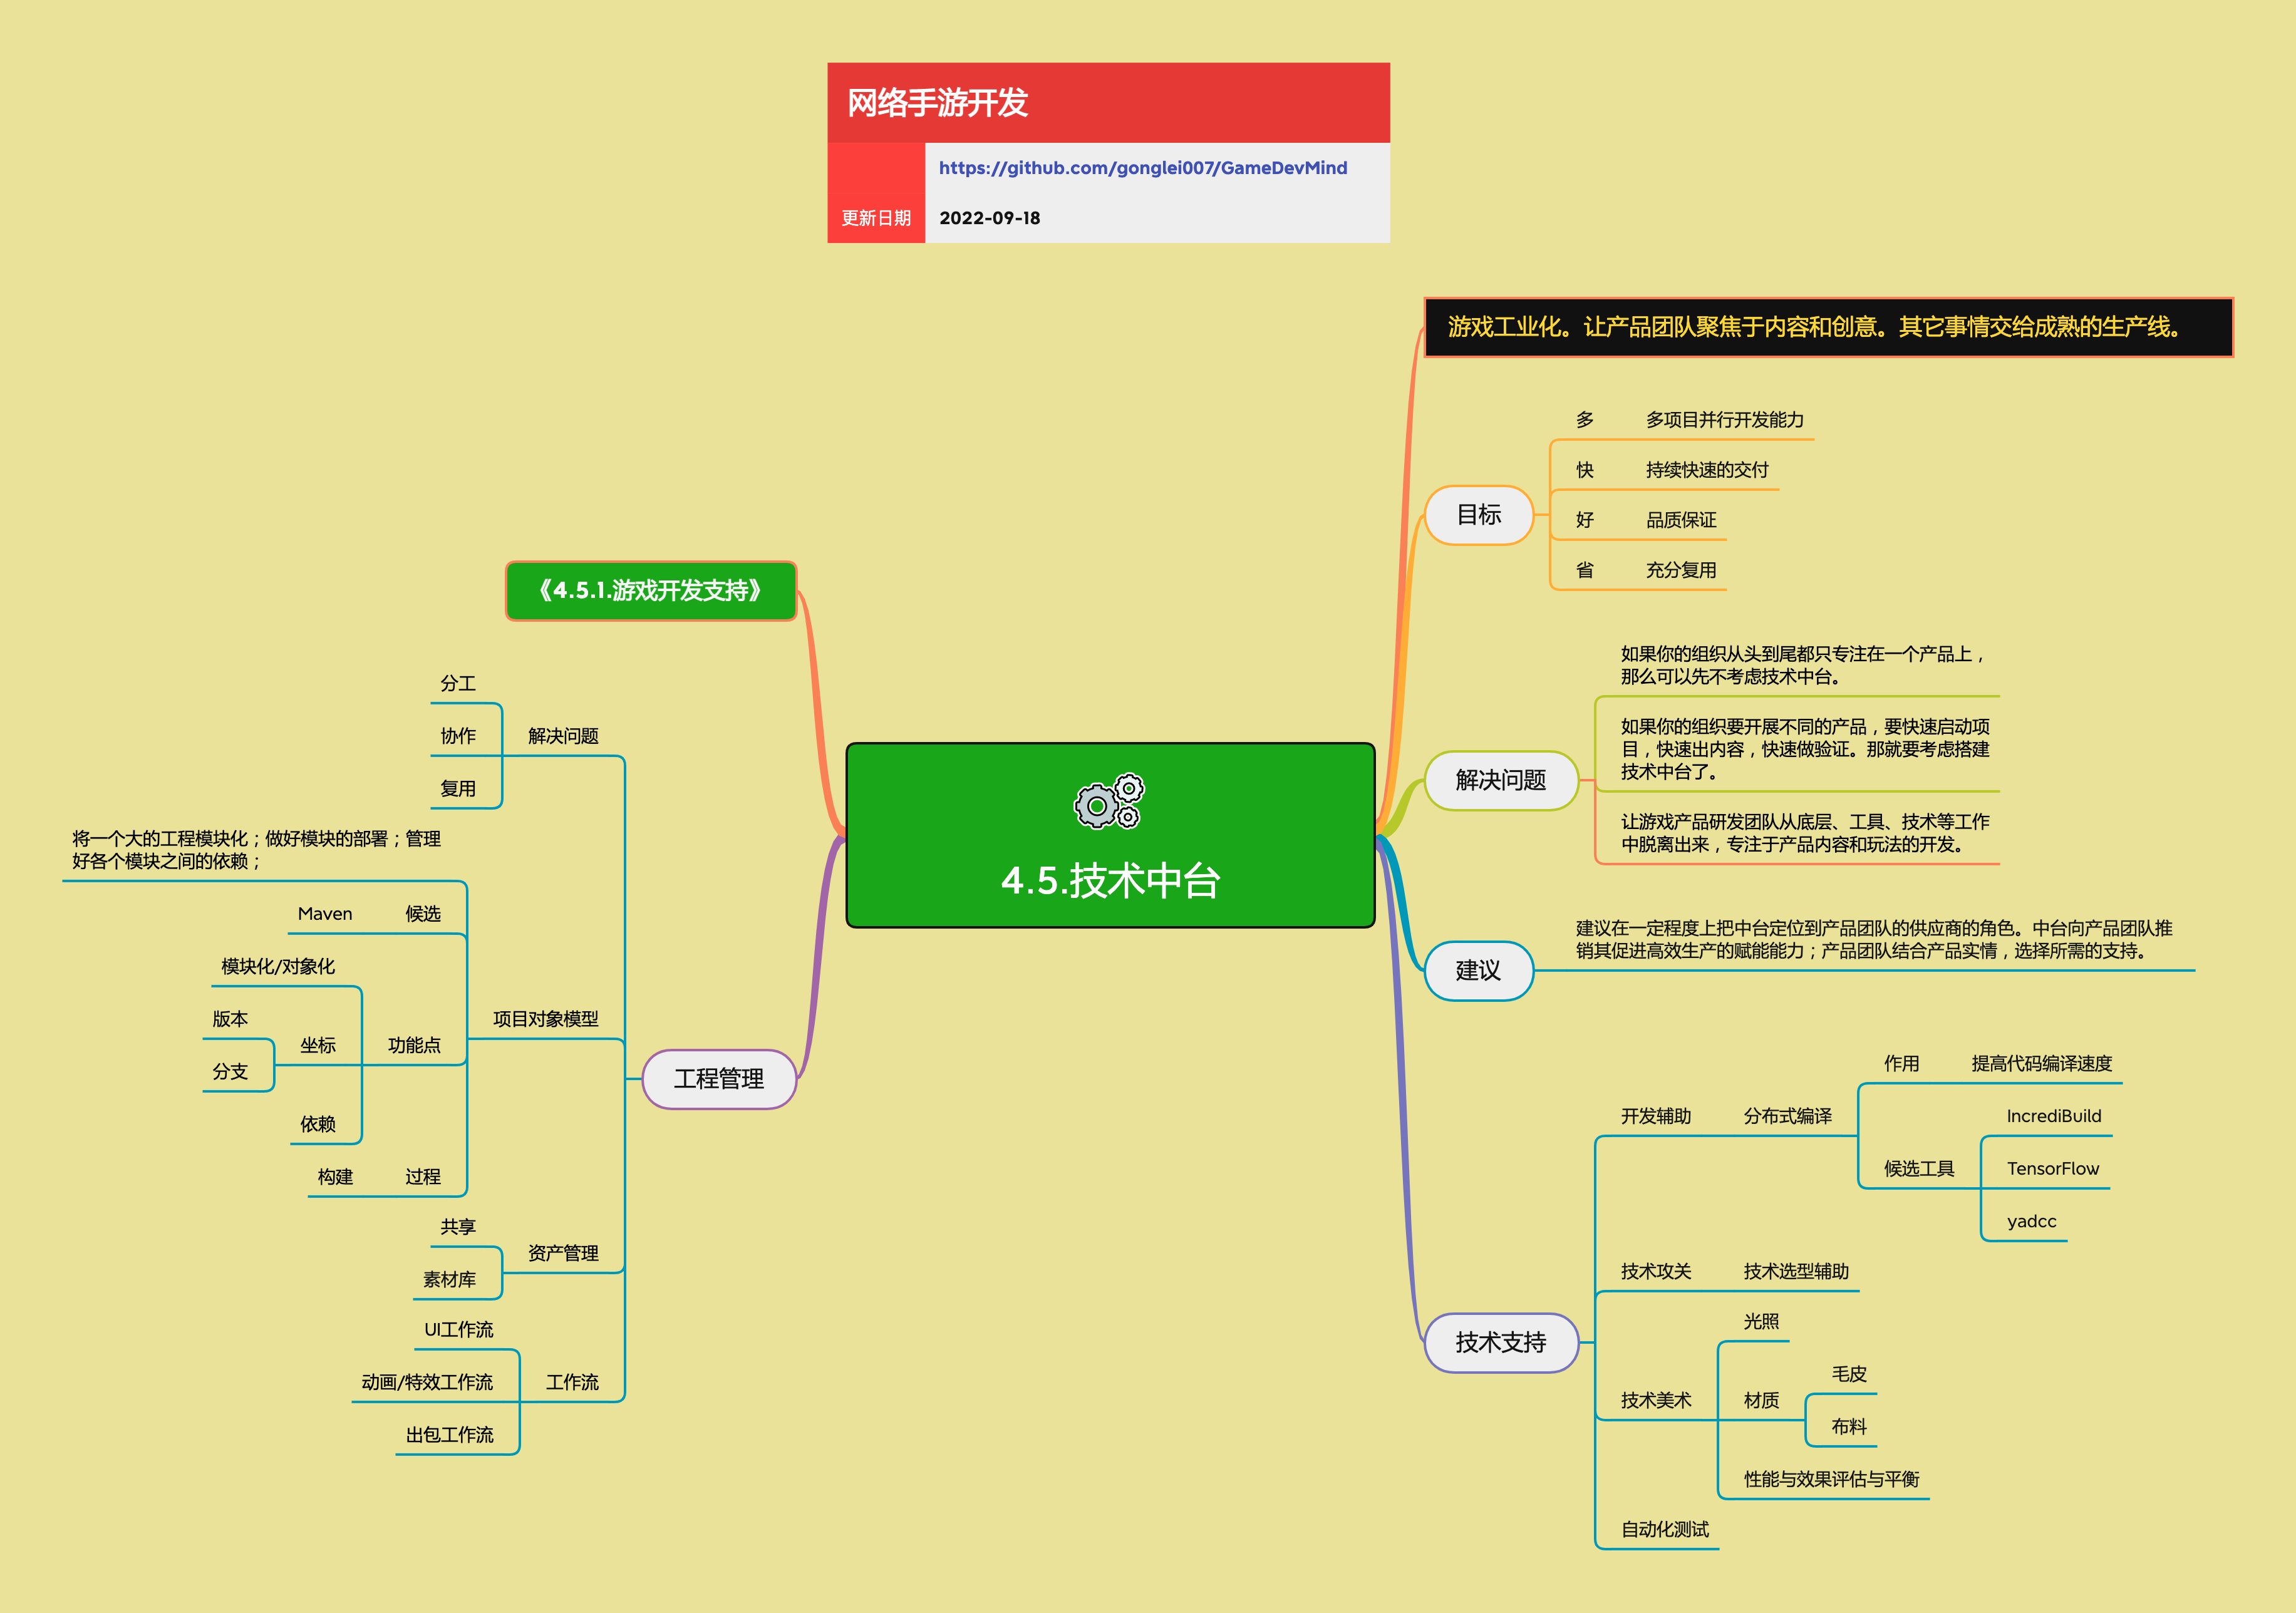 网络手游开发
https://github.com/gonglei007/GameDevMind
更新日期 2022-09-18
4.5.技术中台
游戏工业化。让产品团队聚焦于内容和创意。其它事情交给成熟的生产线。
目标
多 多项目并行开发能力
快 持续快速的交付
好 品质保证
省 充分复用
解决问题
如果你的组织从头到尾都只专注在一个产品上，
那么可以先不考虑技术中台。
如果你的组织要开展不同的产品，要快速启动项
目，快速出内容，快速做验证。那就要考虑搭建
技术中台了。
让游戏产品研发团队从底层、工具、技术等工作
中脱离出来，专注于产品内容和玩法的开发。
建议
建议在一定程度上把中台定位到产品团队的供应商的角色。中台向产品团队推
销其促进高效生产的赋能能力；产品团队结合产品实情，选择所需的支持。
技术支持
开发辅助
分布式编译
作用 提高代码编译速度
候选工具
IncrediBuild
TensorFlow
yadcc
技术攻关 技术选型辅助
技术美术
光照
材质
毛皮
布料
性能与效果评估与平衡
自动化测试
《4.5.1.游戏开发支持》
工程管理
解决问题
分工
协作
复用
项目对象模型
将一个大的工程模块化；做好模块的部署；管理
好各个模块之间的依赖；
候选 Maven
功能点
模块化/对象化
坐标
版本
分支
依赖
过程 构建
资产管理
共享
素材库
工作流
UI工作流
动画/特效工作流
出包工作流